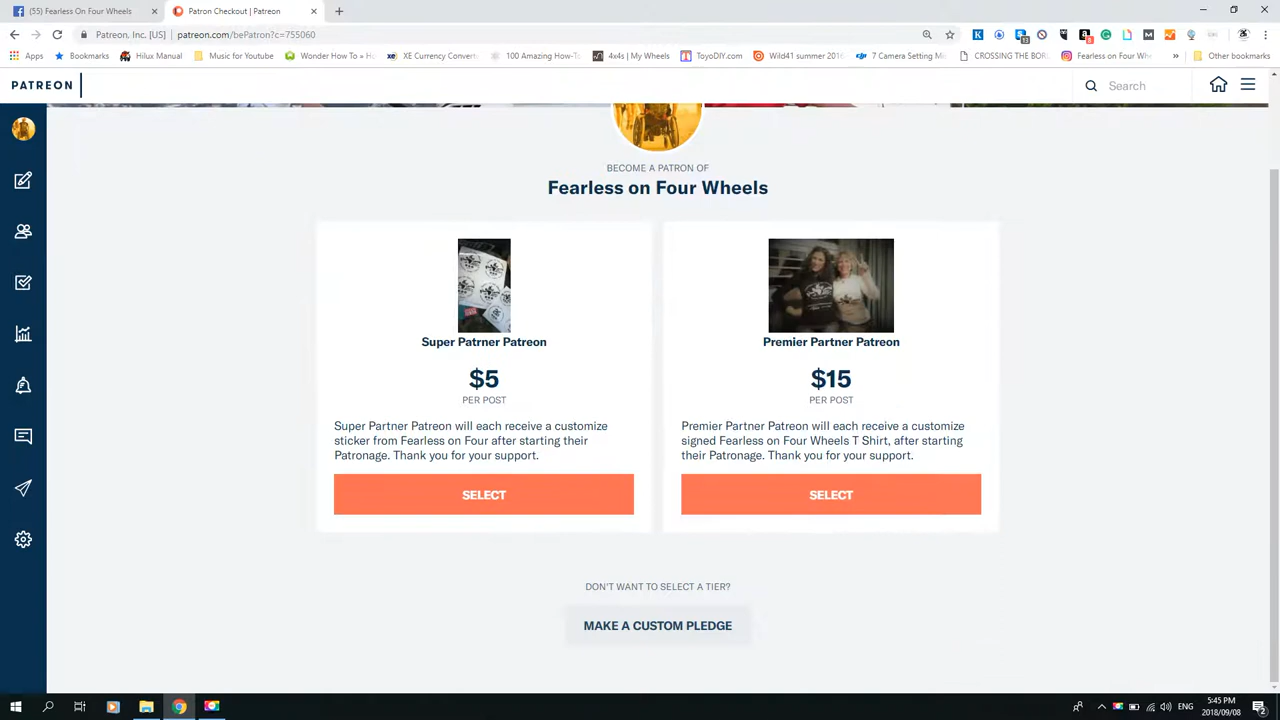 (55) Fearless On Four Wheels
Patron Checkout | Patreon
Patreon, Inc. [US] | patreon.com/bePatron?c=755060
Apps
Bookmarks
Hilux Manual
Music for Youtube
Wonder How To » Ho
XE Currency Convert
100 Amazing How-To
4x4s | My Wheels
ToyoDIY.com
Wild41 summer 2016
7 Camera Setting Mi
CROSSING THE BOR
Fearless on Four Whe
»
Other bookmarks
PATREON
Search
BECOME A PATRON OF
Fearless on Four Wheels
Super Patrner Patreon
$5
PER POST
Super Partner Patreon will each receive a customize
sticker from Fearless on Four after starting their
Patronage. Thank you for your support.
SELECT
Premier Partner Patreon
$15
PER POST
Premier Partner Patreon will each receive a customize
signed Fearless on Four Wheels T Shirt, after starting
their Patronage. Thank you for your support.
SELECT
DON'T WANT TO SELECT A TIER?
MAKE A CUSTOM PLEDGE
ENG
5:45 PM
2018/09/08